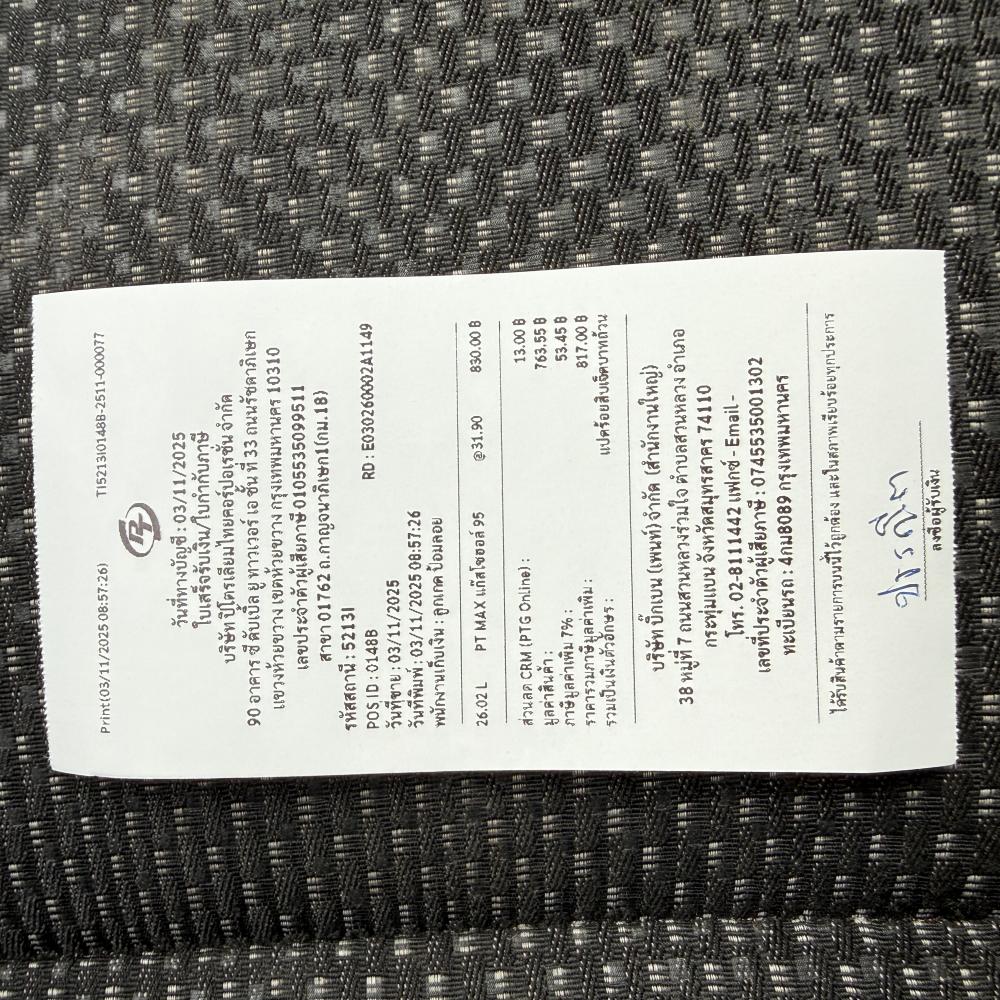 Print(03/11/2025 08:57:26) TI5213I0148B-2511-000077
PT
วันที่ทางบัญชี : 03/11/2025
ใบเสร็จรับเงิน/ใบกำกับภาษี
บริษัท ปิโตรเลียมไทยคอร์ปอเรชั่น จำกัด
90 อาคาร ซี ดับเบิ้ล ยู ทาวเวอร์ เอ ชั้น ที่ 33 ถนนรัชดาภิเษก
แขวงห้วยขวาง เขตห้วยขวาง กรุงเทพมหานคร 10310
เลขประจำตัวผู้เสียภาษี 0105535099511
สาขา 01762 ถ.กาญจนาภิเษก1(กม.18)
รหัสสถานี : 5213I
POS ID : 0148B RD : E030260002A1149
วันที่ขาย : 03/11/2025
วันที่พิมพ์ : 03/11/2025 08:57:26
พนักงานเก็บเงิน : ลูกเกด ป้อมลอย
26.02 L PT MAX แก๊สโซฮอล์ 95 @31.90 830.00 B
ส่วนลด CRM (PTG Online) : 13.00 B
มูลค่าสินค้า : 763.55 B
ภาษีมูลค่าเพิ่ม 7% : 53.45 B
ราคารวมภาษีมูลค่าเพิ่ม : 817.00 B
รวมเป็นเงินตัวอักษร : แปดร้อยสิบเจ็ดบาทถ้วน
บริษัท บิ๊กเบน (เพนท์) จำกัด (สำนักงานใหญ่)
38 หมู่ที่ 7 ถนนสวนหลวงร่วมใจ ตำบลสวนหลวง อำเภอ
กระทุ่มแบน จังหวัดสมุทรสาคร 74110
โทร. 02-8111442 แฟกซ์ - Email -
เลขที่ประจำตัวผู้เสียภาษี : 0745535001302
ทะเบียนรถ : 4กม8089 กรุงเทพมหานคร
ได้รับสินค้าตามรายการบนนี้ไว้ถูกต้อง และในสภาพเรียบร้อยทุกประการ
ลงชื่อผู้รับเงิน